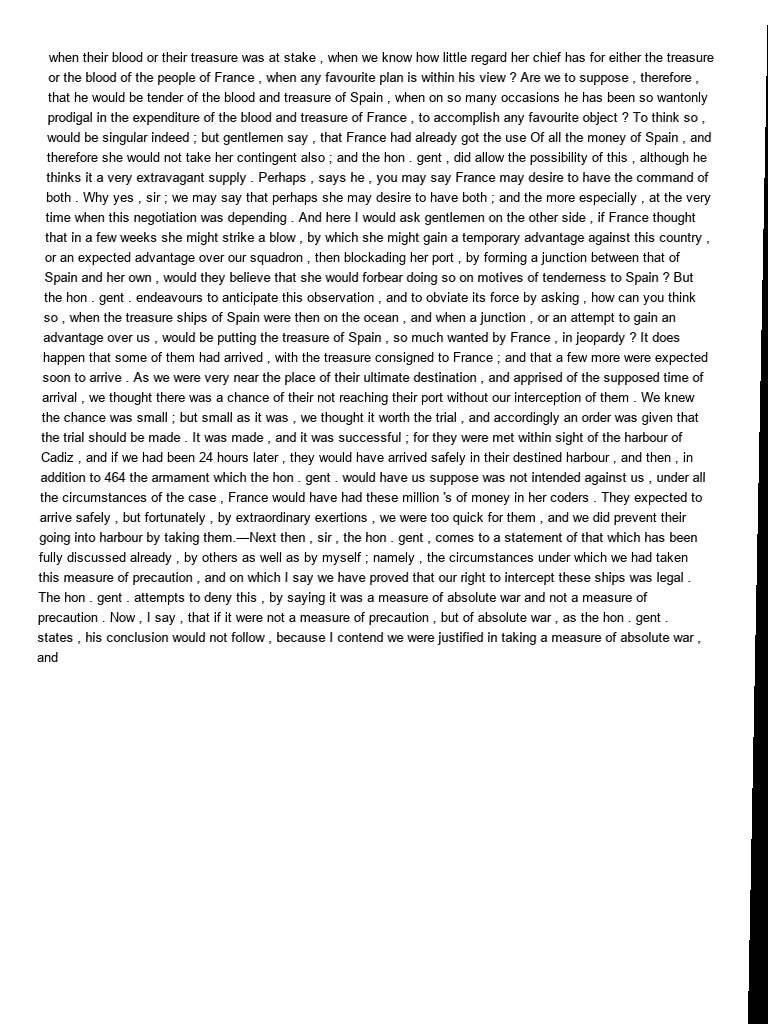 when their blood or their treasure was at stake , when we know how little regard her chief has for either the treasure
or the blood of the people of France , when any favourite plan is within his view ? Are we to suppose , therefore ,
that he would be tender of the blood and treasure of Spain , when on so many occasions he has been so wantonly
prodigal in the expenditure of the blood and treasure of France , to accomplish any favourite object ? To think so ,
would be singular indeed ; but gentlemen say , that France had already got the use Of all the money of Spain , and
therefore she would not take her contingent also ; and the hon . gent , did allow the possibility of this , although he
thinks it a very extravagant supply . Perhaps , says he , you may say France may desire to have the command of
both . Why yes , sir ; we may say that perhaps she may desire to have both ; and the more especially , at the very
time when this negotiation was depending . And here I would ask gentlemen on the other side , if France thought
that in a few weeks she might strike a blow , by which she might gain a temporary advantage against this country ,
or an expected advantage over our squadron , then blockading her port , by forming a junction between that of
Spain and her own , would they believe that she would forbear doing so on motives of tenderness to Spain ? But
the hon . gent . endeavours to anticipate this observation , and to obviate its force by asking , how can you think
so , when the treasure ships of Spain were then on the ocean , and when a junction , or an attempt to gain an
advantage over us , would be putting the treasure of Spain , so much wanted by France , in jeopardy ? It does
happen that some of them had arrived , with the treasure consigned to France ; and that a few more were expected
soon to arrive . As we were very near the place of their ultimate destination , and apprised of the supposed time of
arrival , we thought there was a chance of their not reaching their port without our interception of them . We knew
the chance was small ; but small as it was , we thought it worth the trial , and accordingly an order was given that
the trial should be made . It was made , and it was successful ; for they were met within sight of the harbour of
Cadiz , and if we had been 24 hours later , they would have arrived safely in their destined harbour , and then , in
addition to 464 the armament which the hon . gent . would have us suppose was not intended against us , under all
the circumstances of the case , France would have had these million 's of money in her coders . They expected to
arrive safely , but fortunately , by extraordinary exertions , we were too quick for them , and we did prevent their
going into harbour by taking them.—Next then , sir , the hon . gent , comes to a statement of that which has been
fully discussed already , by others as well as by myself ; namely , the circumstances under which we had taken
this measure of precaution , and on which I say we have proved that our right to intercept these ships was legal .
The hon . gent . attempts to deny this , by saying it was a measure of absolute war and not a measure of
precaution . Now , I say , that if it were not a measure of precaution , but of absolute war , as the hon . gent .
states , his conclusion would not follow , because I contend we were justified in taking a measure of absolute war ,
and